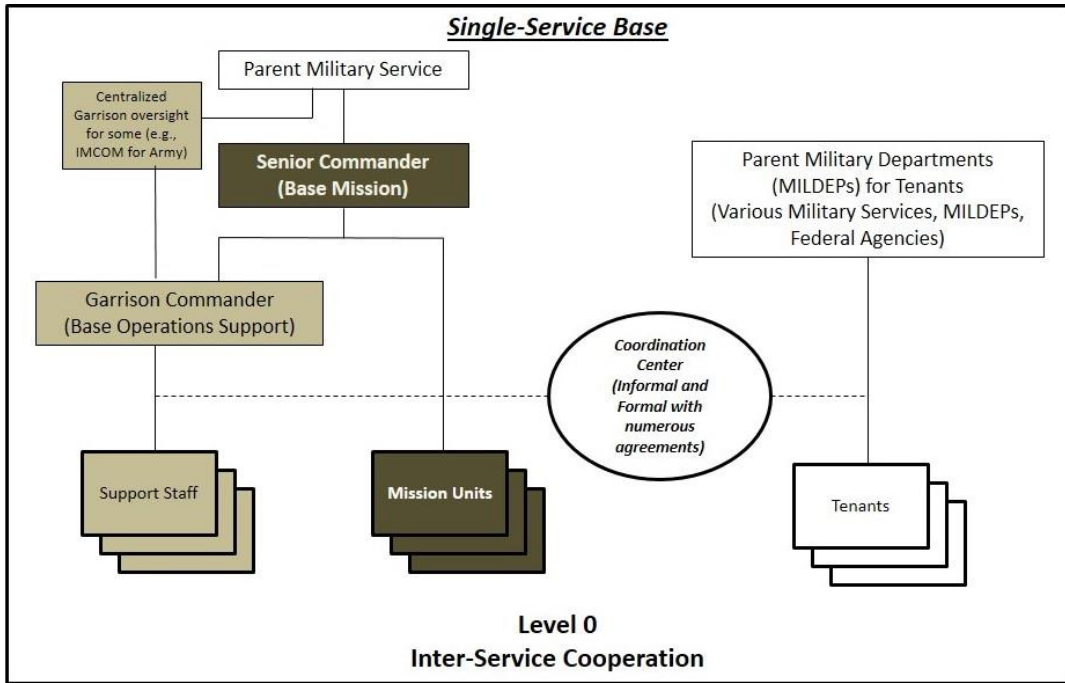 Single-Service Base
Parent Military Service
Centralized
Garrison oversight
for some (e.g.,
IMCOM for Army)
Senior Commander
(Base Mission)
Parent Military Departments
(MILDEPs) for Tenants
(Various Military Services, MILDEPs,
Federal Agencies)
Garrison Commander
(Base Operations Support)
Coordination
Center
(Informal and
Formal with
numerous
agreements)
Support Staff
Mission Units
Tenants
Level 0
Inter-Service Cooperation